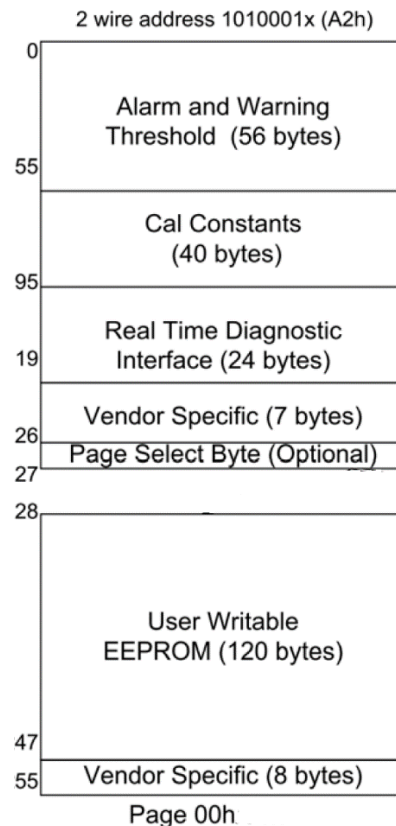 2 wire address 1010001x (A2h)
0
Alarm and Warning
Threshold (56 bytes)
55
Cal Constants
(40 bytes)
95
Real Time Diagnostic
Interface (24 bytes)
19
Vendor Specific (7 bytes)
26
Page Select Byte (Optional)
27
28
User Writable
EEPROM (120 bytes)
47
Vendor Specific (8 bytes)
55
Page 00h